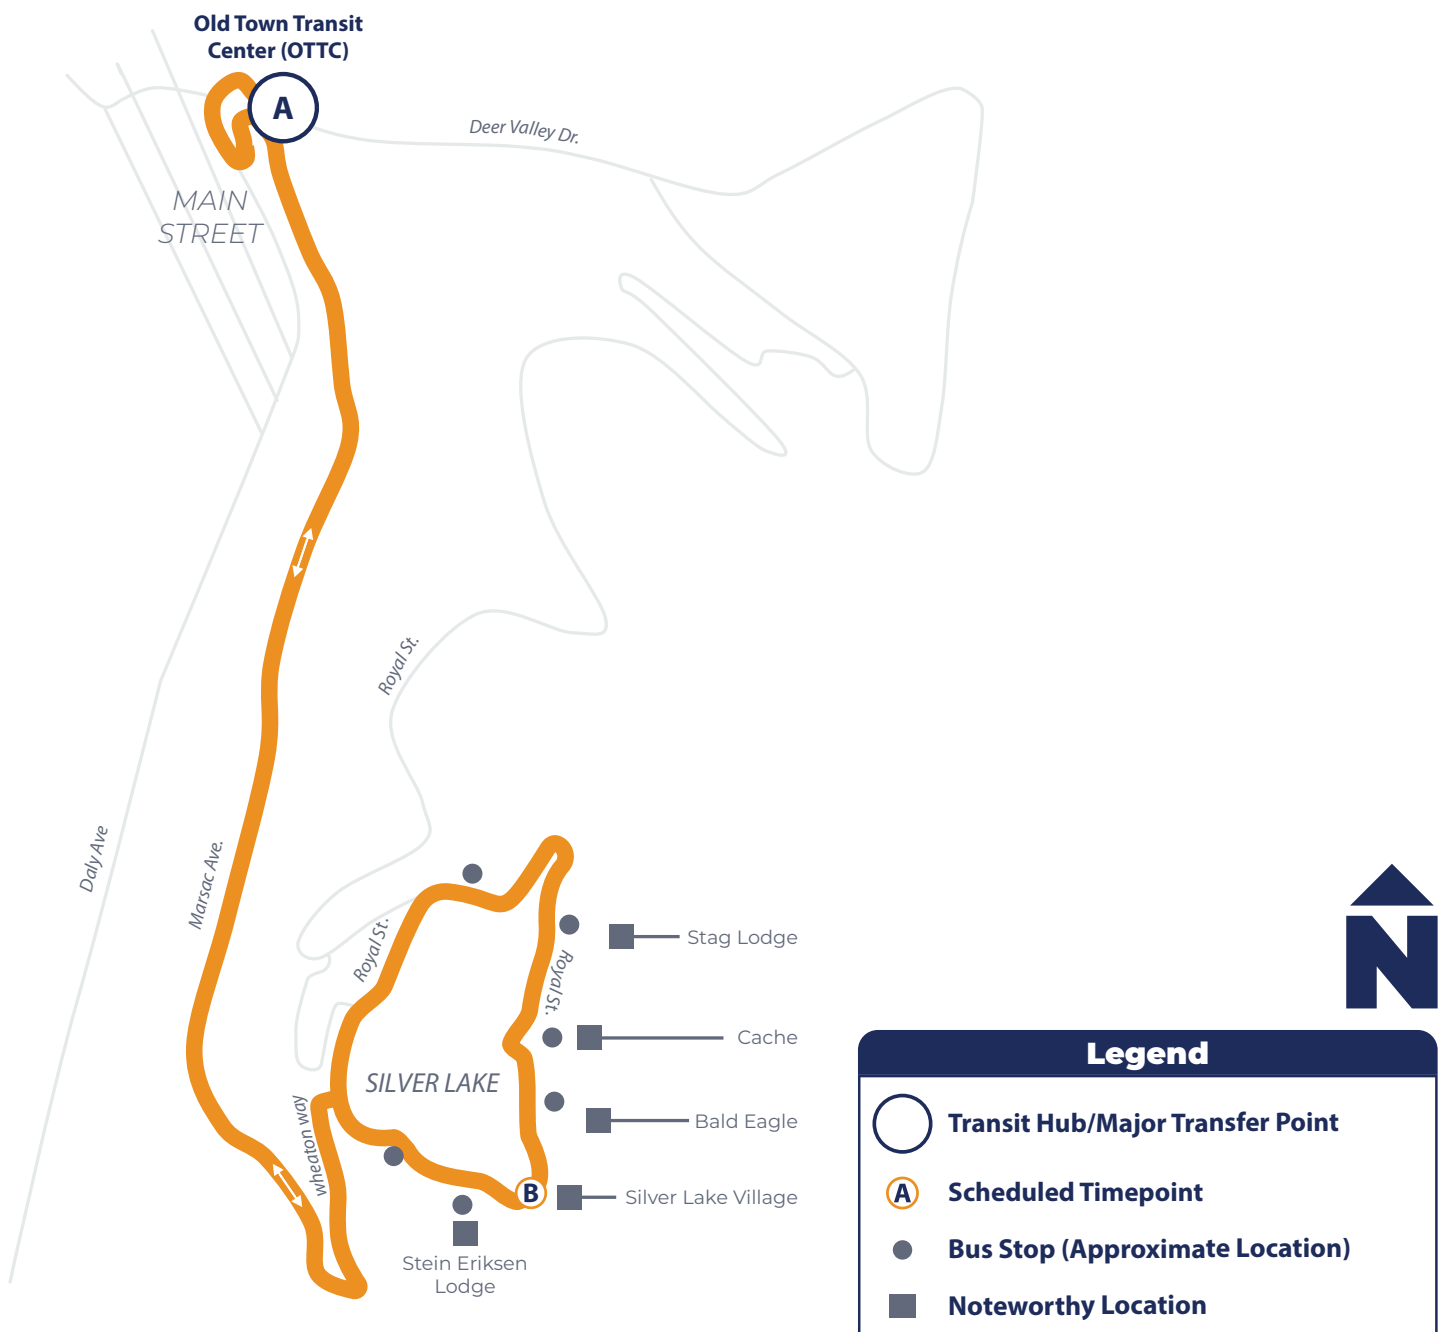 Old Town Transit
Center (OTTC)
A
Deer Valley Dr.
MAIN
STREET
Royal St.
Daly Ave
Marsac Ave.
Royal St.
Royal St.
Stag Lodge
Cache
SILVER LAKE
wheaton way
Bald Eagle
B
Silver Lake Village
Stein Eriksen
Lodge
N
Legend
Transit Hub/Major Transfer Point
A Scheduled Timepoint
Bus Stop (Approximate Location)
Noteworthy Location